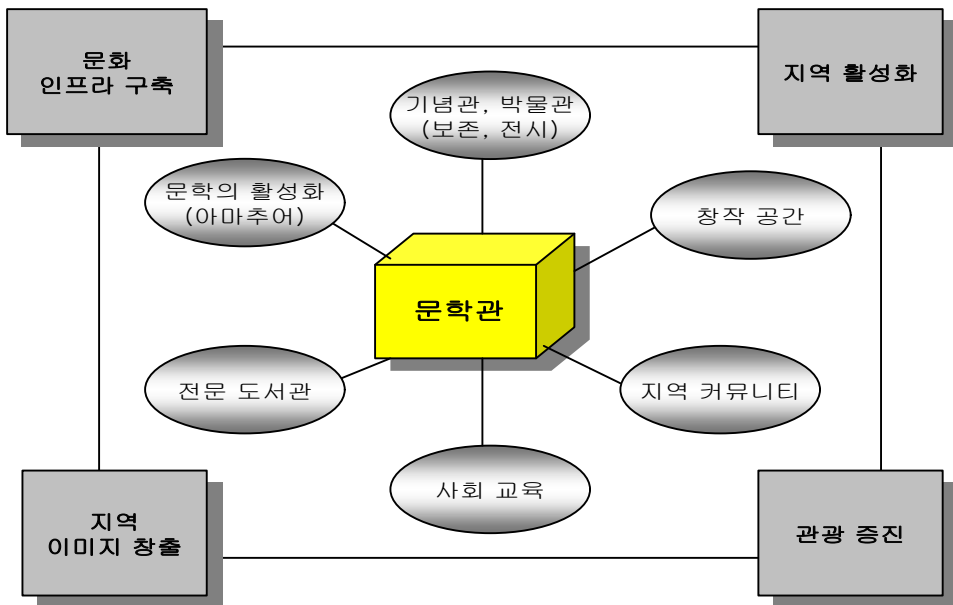 문화
인프라 구축
지역 활성화
기념관, 박물관
(보존, 전시)
문학의 활성화
(아마추어)
창작 공간
문학관
전문 도서관
지역 커뮤니티
사회 교육
지역
이미지 창출
관광 증진